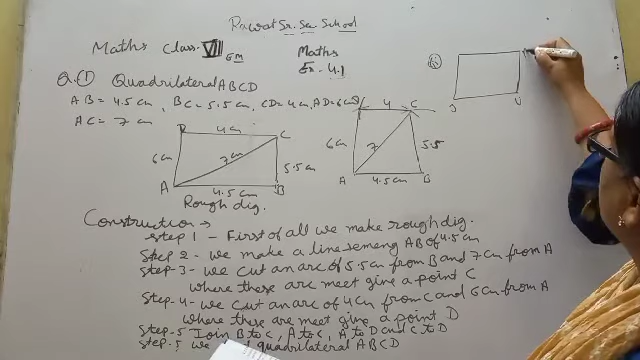 Rawat Sr. Sec School
Maths Class VIII EM
Maths
Ex - 4.1
Q.① Quadrilateral ABCD
AB = 4.5 cm, BC = 5.5 cm, CD = 4 cm, AD = 6 cm
AC = 7 cm
D 4 cm C
6 cm 7 cm 5.5 cm
A 4.5 cm B
Rough dig.
4 C
6 cm 7 5.5
A 4.5 cm B
J U
Construction →
Step 1 - First of all we make rough dig.
Step 2 - we make a line semeng AB of 4.5 cm
Step - 3 - we cut an arc of 5.5 cm from B and 7 cm from A
where these are meet give a point C
Step - 4 - we cut an arc of 4 cm from C and 6 cm from A
where these are meet give a point D
Step - 5 Join B to C, A to C, A to D and C to D
Step. 5 we quadrilateral ABCD